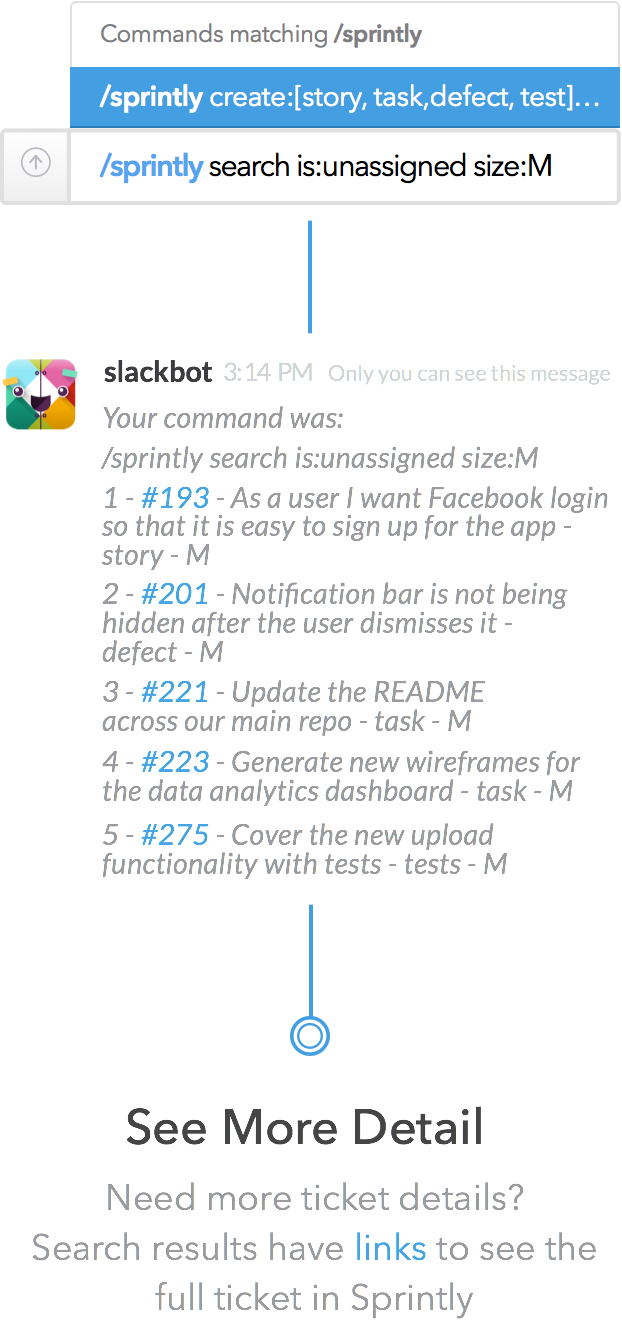 Commands matching /sprintly
/sprintly create:[story, task,defect, test]...
/sprintly search is:unassigned size:M
slackbot 3:14 PM Only you can see this message
Your command was:
/sprintly search is:unassigned size:M
1 - #193 - As a user I want Facebook login
so that it is easy to sign up for the app -
story - M
2 - #201 - Notification bar is not being
hidden after the user dismisses it -
defect - M
3 - #221 - Update the README
across our main repo - task - M
4 - #223 - Generate new wireframes for
the data analytics dashboard - task - M
5 - #275 - Cover the new upload
functionality with tests - tests - M
See More Detail
Need more ticket details?
Search results have links to see the
full ticket in Sprintly